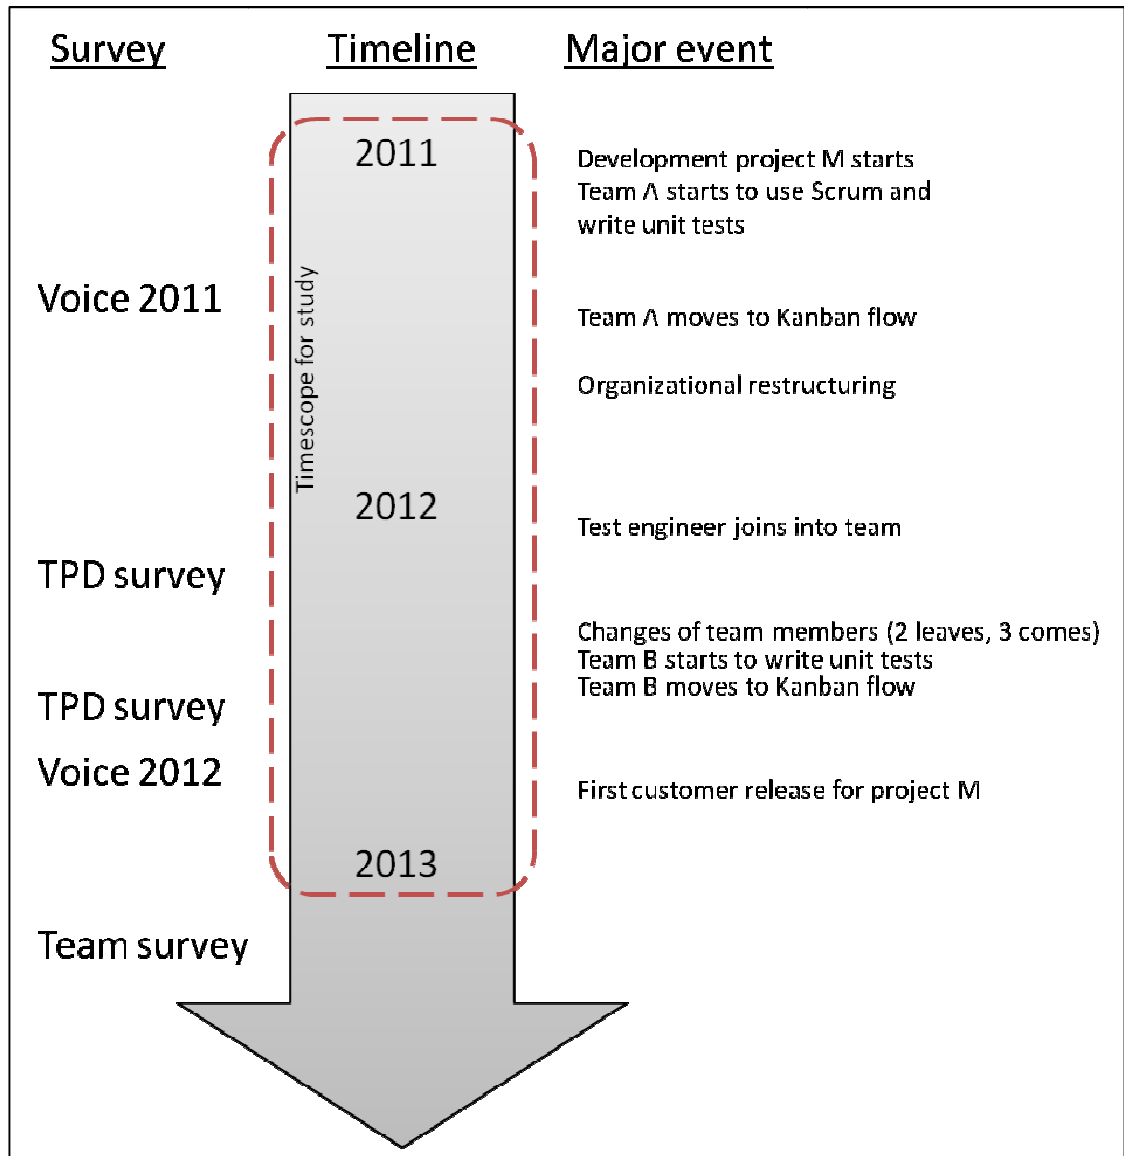 Survey Timeline Major event
2011
Development project M starts
Team A starts to use Scrum and
write unit tests
Timescope for study
Voice 2011
Team A moves to Kanban flow
Organizational restructuring
2012
Test engineer joins into team
TPD survey
Changes of team members (2 leaves, 3 comes)
Team B starts to write unit tests
Team B moves to Kanban flow
TPD survey
Voice 2012
First customer release for project M
2013
Team survey